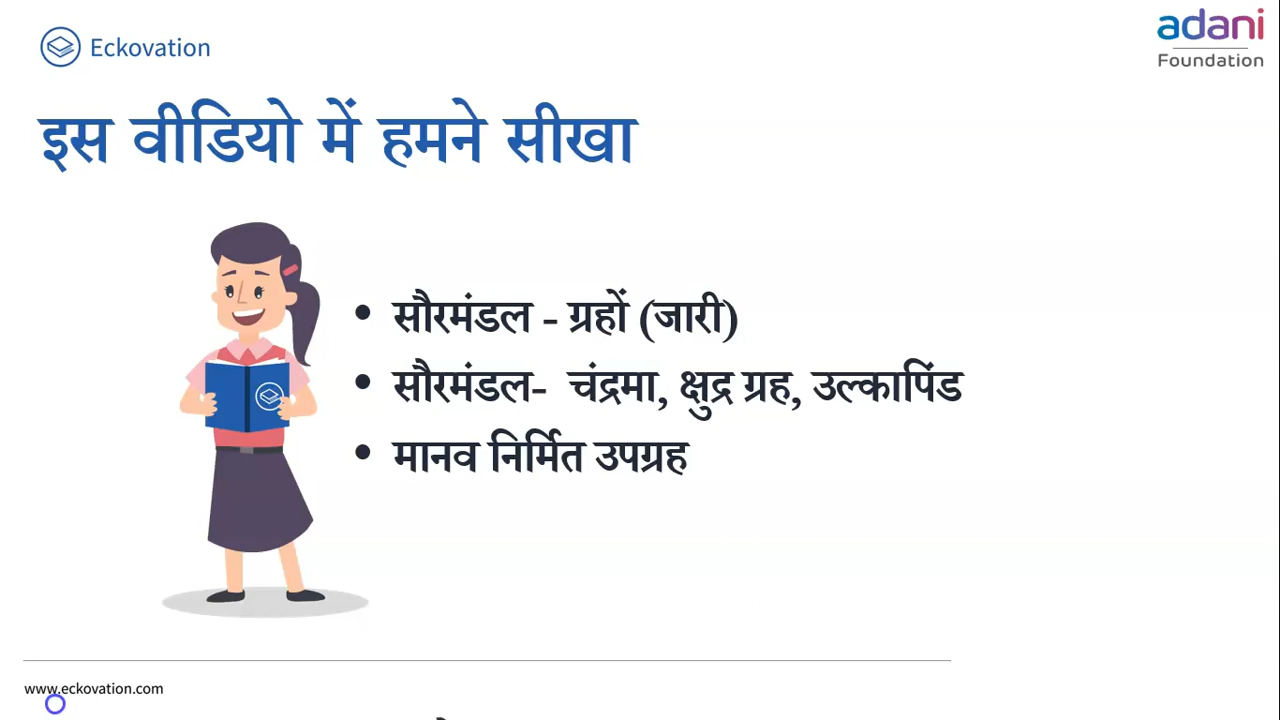 Eckovation
adani
Foundation
इस वीडियो में हमने सीखा
• सौरमंडल - ग्रहों (जारी)
• सौरमंडल- चंद्रमा, क्षुद्र ग्रह, उल्कापिंड
• मानव निर्मित उपग्रह
www.eckovation.com